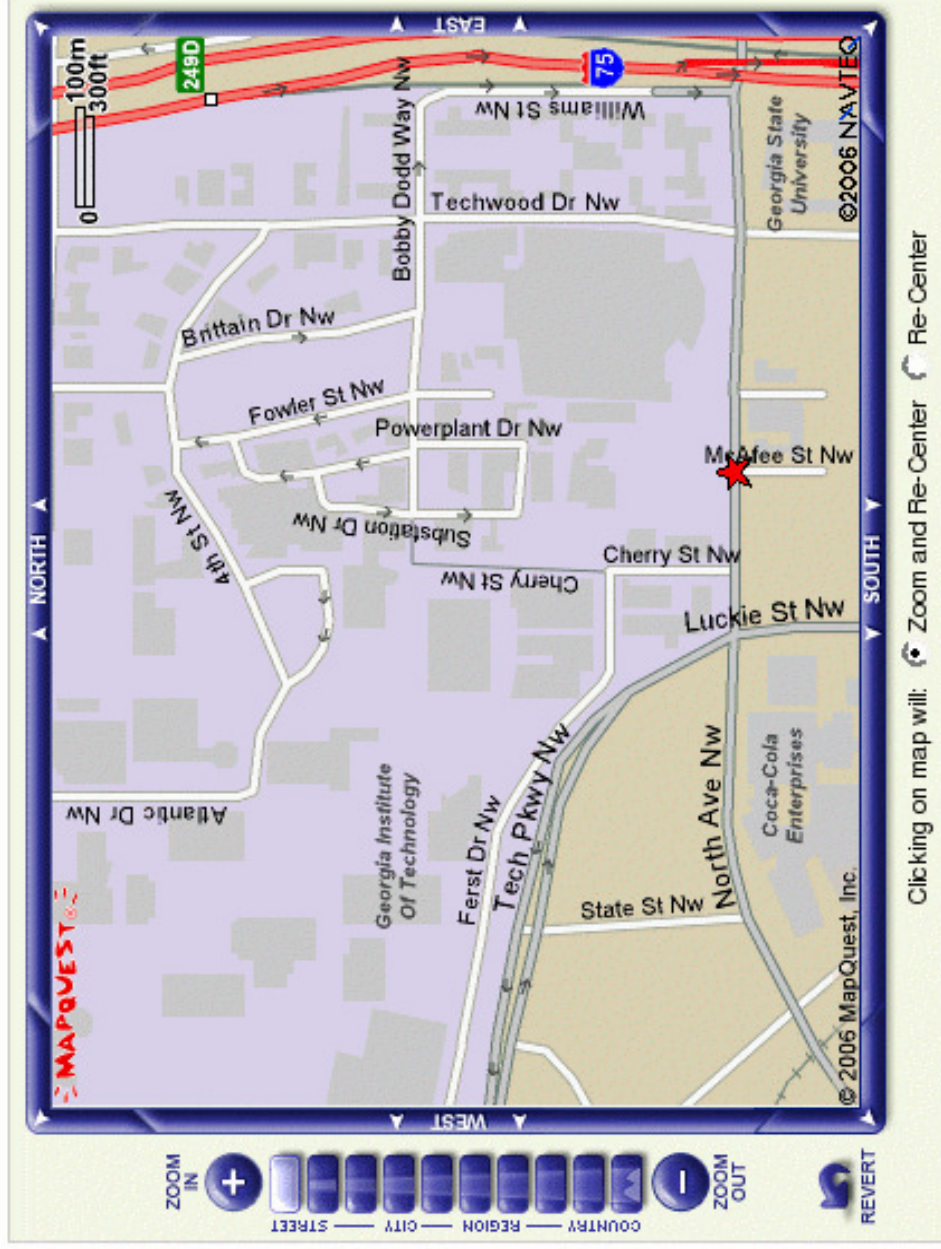 MAPQUEST®
0
100m
300ft
NORTH
EAST
SOUTH
WEST
249D
75
Atlantic Dr Nw
4th St Nw
Brittain Dr Nw
Fowler St Nw
Powerplant Dr Nw
Substation Dr Nw
Bobby Dodd Way Nw
Techwood Dr Nw
Williams St Nw
Cherry St Nw
Cherry St Nw
Georgia Institute
Of Technology
Ferst Dr Nw
Tech Pkwy Nw
State St Nw
North Ave Nw
Luckie St Nw
McAfee St Nw
Coca-Cola
Enterprises
Georgia State
University
© 2006 MapQuest, Inc.
©2006 NAVTEQ
ZOOM
IN
STREET
CITY
REGION
COUNTRY
ZOOM
OUT
REVERT
Clicking on map will: Zoom and Re-Center Re-Center